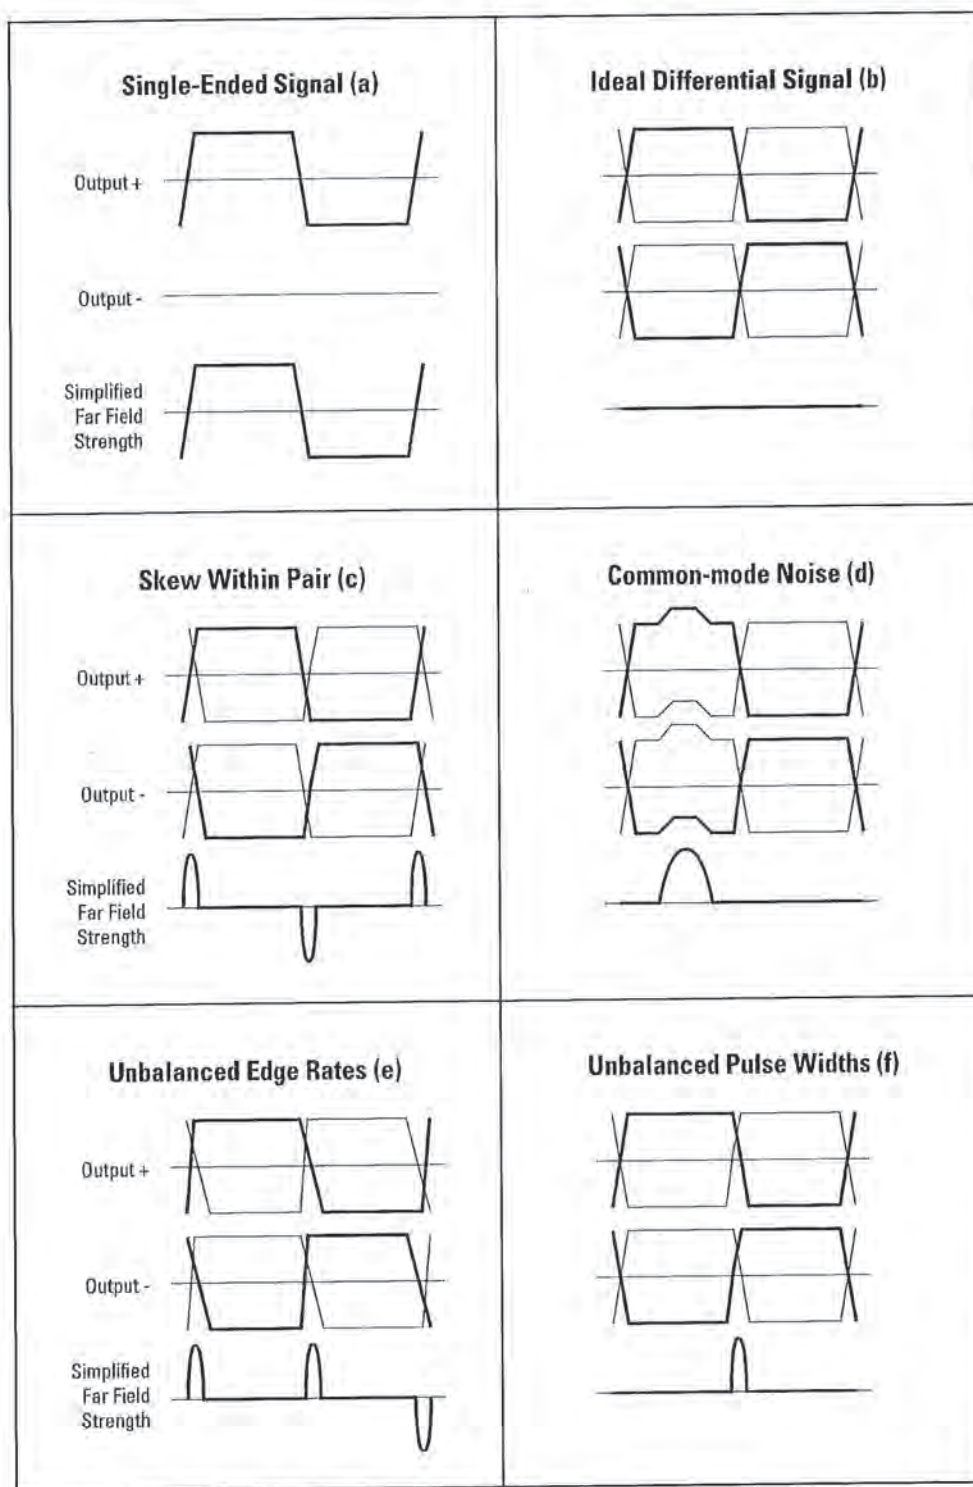 Single-Ended Signal (a)
Output +
Output -
Simplified
Far Field
Strength
Ideal Differential Signal (b)
Skew Within Pair (c)
Output +
Output -
Simplified
Far Field
Strength
Common-mode Noise (d)
Unbalanced Edge Rates (e)
Output +
Output -
Simplified
Far Field
Strength
Unbalanced Pulse Widths (f)